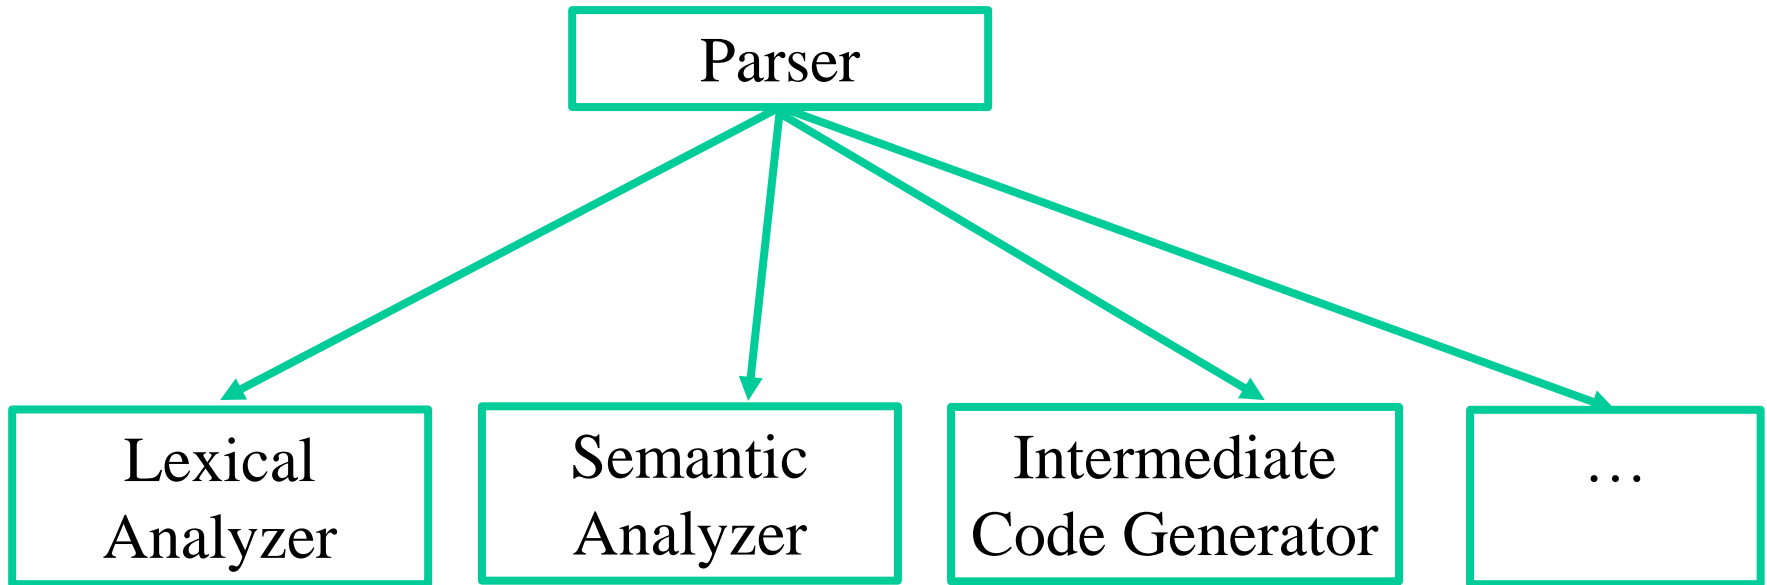 Parser
Lexical
Analyzer
Semantic
Analyzer
Intermediate
Code Generator
…